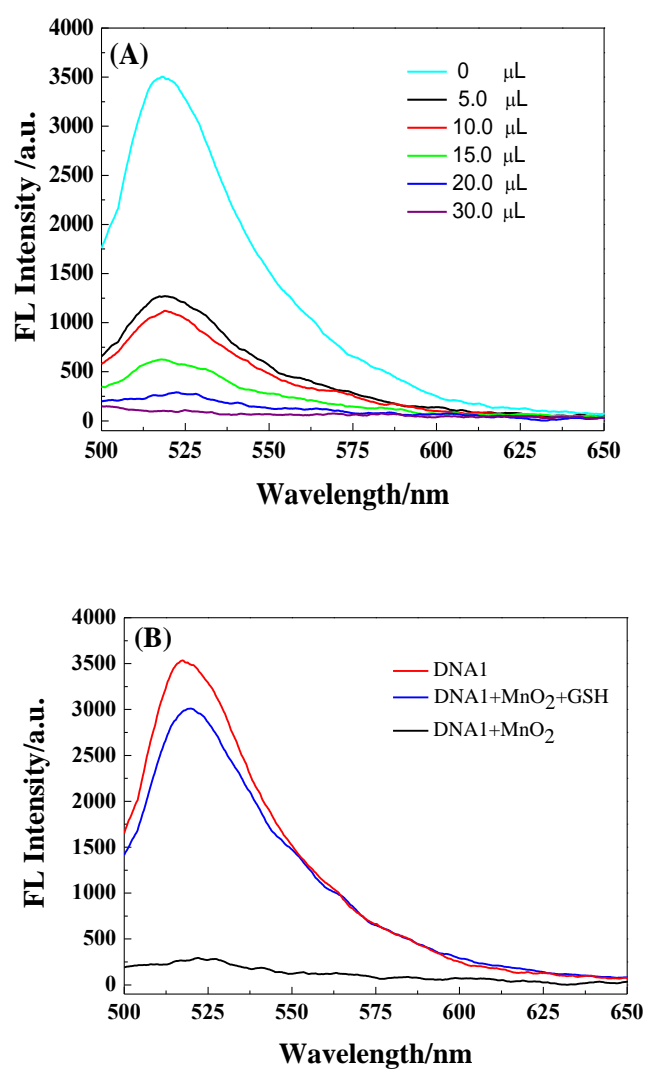 (A)
4000
3500
3000
2500
2000
1500
1000
500
0
FL Intensity /a.u.
0 μL
5.0 μL
10.0 μL
15.0 μL
20.0 μL
30.0 μL
500 525 550 575 600 625 650
Wavelength/nm
(B)
4000
3500
3000
2500
2000
1500
1000
500
0
FL Intensity/a.u.
DNA1
DNA1+MnO2+GSH
DNA1+MnO2
500 525 550 575 600 625 650
Wavelength/nm